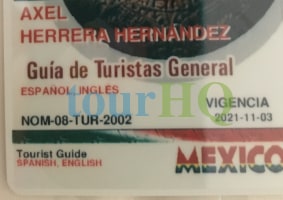 AXEL
HERRERA HERNÁNDEZ
Guía de Turistas General
ESPAÑOL INGLÉS
tourHQ
VIGENCIA
NOM-08-TUR-2002
2021-11-03
Tourist Guide
SPANISH, ENGLISH
MEXICO